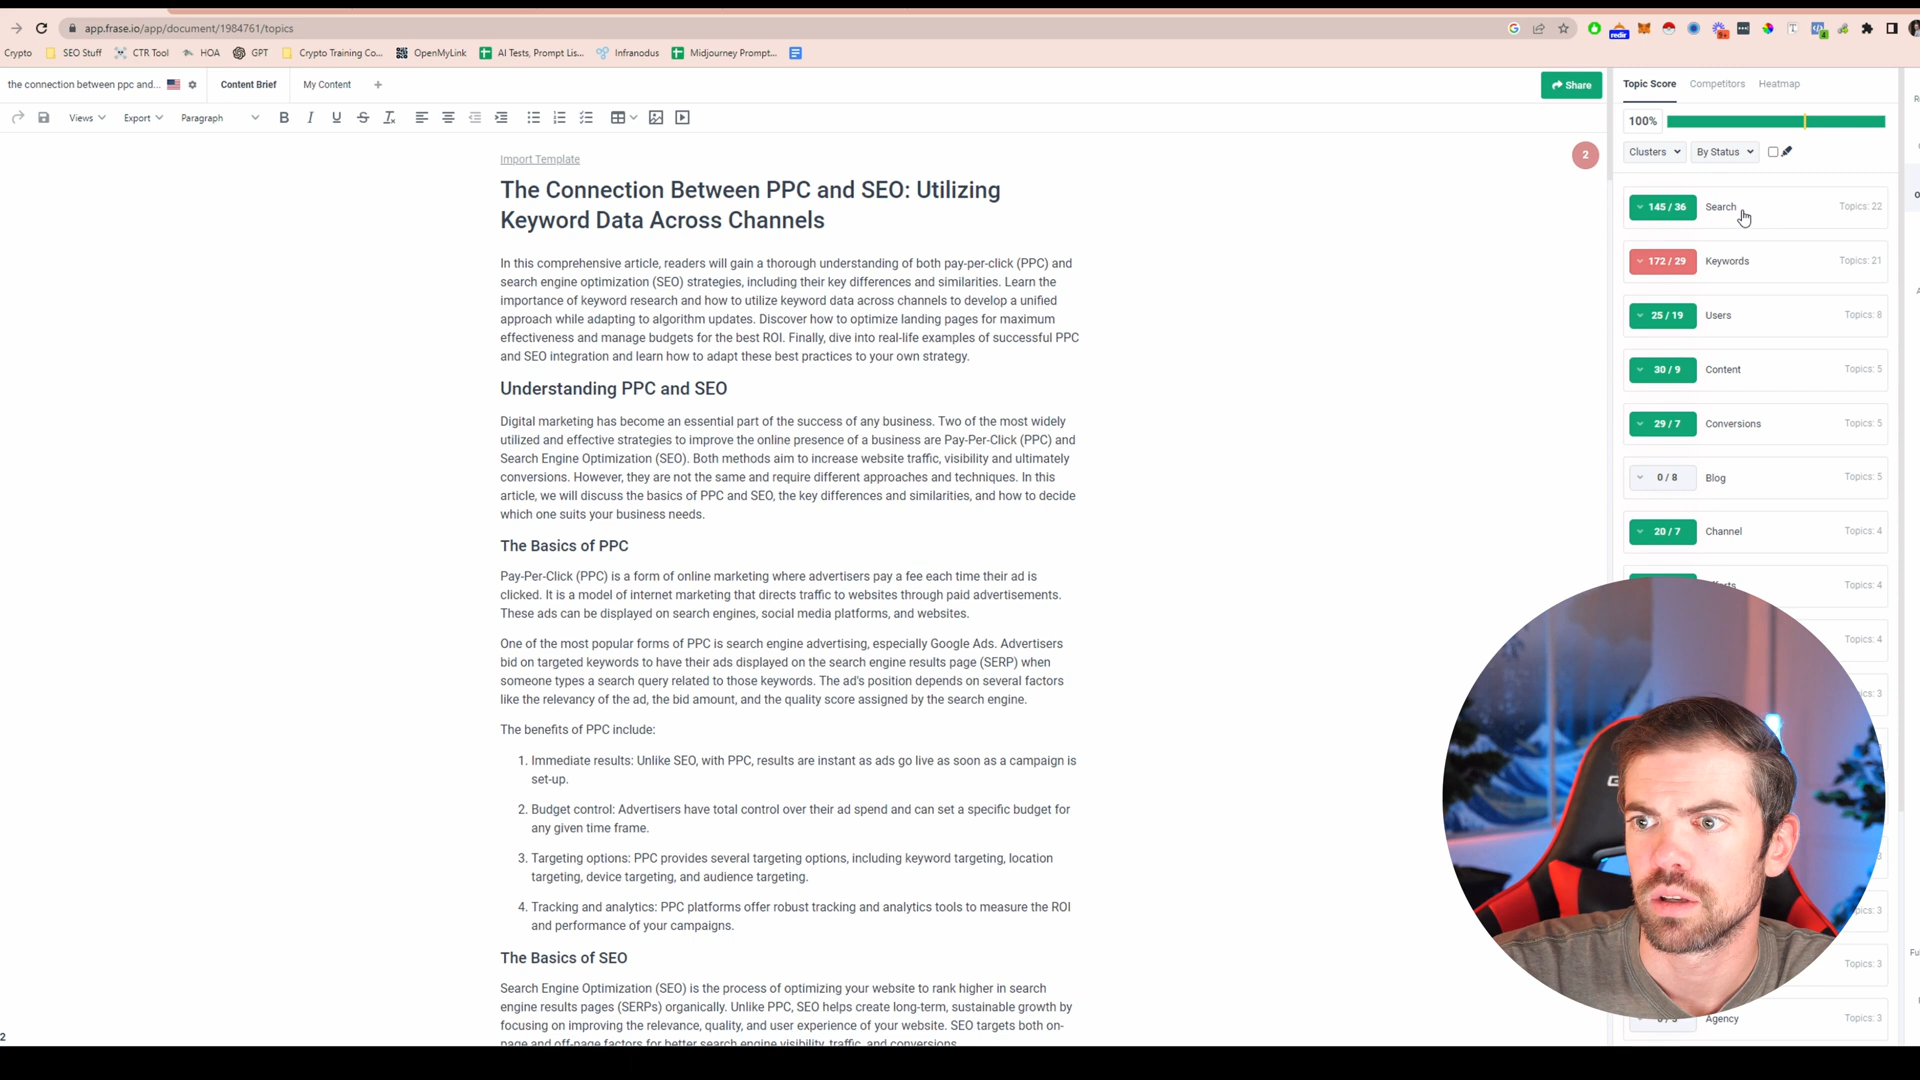 app.frase.io/app/document/1984761/topics
redir
9+
Crypto SEO Stuff CTR Tool HOA GPT Crypto Training Co... OpenMyLink AI Tests, Prompt Lis... Infranodus Midjourney Prompt...
the connection between ppc and... Content Brief My Content + Share
Views Export Paragraph B I U S
Topic Score Competitors Heatmap
100%
Clusters By Status
2
Import Template
The Connection Between PPC and SEO: Utilizing
Keyword Data Across Channels
In this comprehensive article, readers will gain a thorough understanding of both pay-per-click (PPC) and
search engine optimization (SEO) strategies, including their key differences and similarities. Learn the
importance of keyword research and how to utilize keyword data across channels to develop a unified
approach while adapting to algorithm updates. Discover how to optimize landing pages for maximum
effectiveness and manage budgets for the best ROI. Finally, dive into real-life examples of successful PPC
and SEO integration and learn how to adapt these best practices to your own strategy.
Understanding PPC and SEO
Digital marketing has become an essential part of the success of any business. Two of the most widely
utilized and effective strategies to improve the online presence of a business are Pay-Per-Click (PPC) and
Search Engine Optimization (SEO). Both methods aim to increase website traffic, visibility and ultimately
conversions. However, they are not the same and require different approaches and techniques. In this
article, we will discuss the basics of PPC and SEO, the key differences and similarities, and how to decide
which one suits your business needs.
The Basics of PPC
Pay-Per-Click (PPC) is a form of online marketing where advertisers pay a fee each time their ad is
clicked. It is a model of internet marketing that directs traffic to websites through paid advertisements.
These ads can be displayed on search engines, social media platforms, and websites.
One of the most popular forms of PPC is search engine advertising, especially Google Ads. Advertisers
bid on targeted keywords to have their ads displayed on the search engine results page (SERP) when
someone types a search query related to those keywords. The ad's position depends on several factors
like the relevancy of the ad, the bid amount, and the quality score assigned by the search engine.
The benefits of PPC include:
1. Immediate results: Unlike SEO, with PPC, results are instant as ads go live as soon as a campaign is
set-up.
2. Budget control: Advertisers have total control over their ad spend and can set a specific budget for
any given time frame.
3. Targeting options: PPC provides several targeting options, including keyword targeting, location
targeting, device targeting, and audience targeting.
4. Tracking and analytics: PPC platforms offer robust tracking and analytics tools to measure the ROI
and performance of your campaigns.
The Basics of SEO
Search Engine Optimization (SEO) is the process of optimizing your website to rank higher in search
engine results pages (SERPs) organically. Unlike PPC, SEO helps create long-term, sustainable growth by
focusing on improving the relevance, quality, and user experience of your website. SEO targets both on-
page and off-page factors for better search engine visibility, traffic, and conversions.
2
145 / 36 Search Topics: 22
172 / 29 Keywords Topics: 21
25 / 19 Users Topics: 8
30 / 9 Content Topics: 5
29 / 7 Conversions Topics: 5
0 / 8 Blog Topics: 5
20 / 7 Channel Topics: 4
Topics: 4
Topics: 4
Topics: 3
Topics: 3
Agency Topics: 3